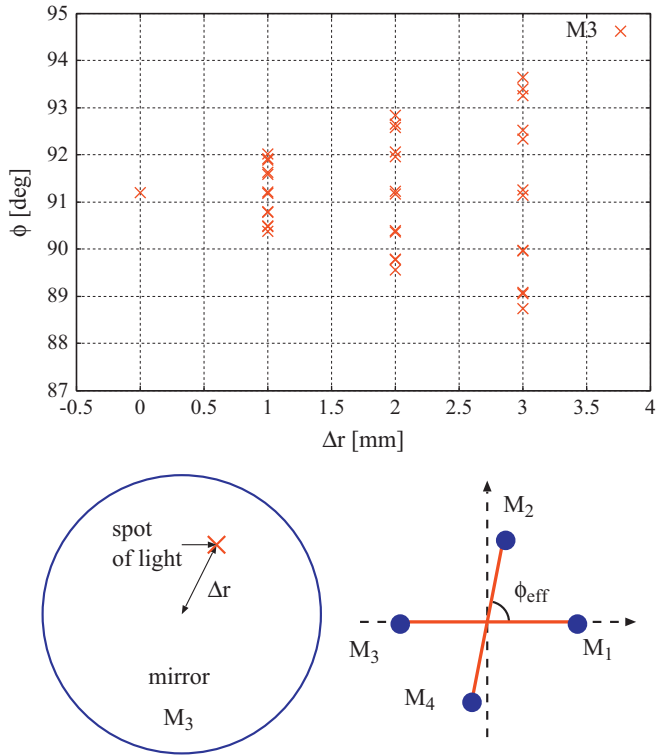 95
94
93
92
91
90
89
88
87
ϕ [deg]
M3
-0.5 0 0.5 1 1.5 2 2.5 3 3.5 4
Δr [mm]
spot
of light
Δr
mirror
M₃
M₂
ϕ_eff
M₃
M₁
M₄